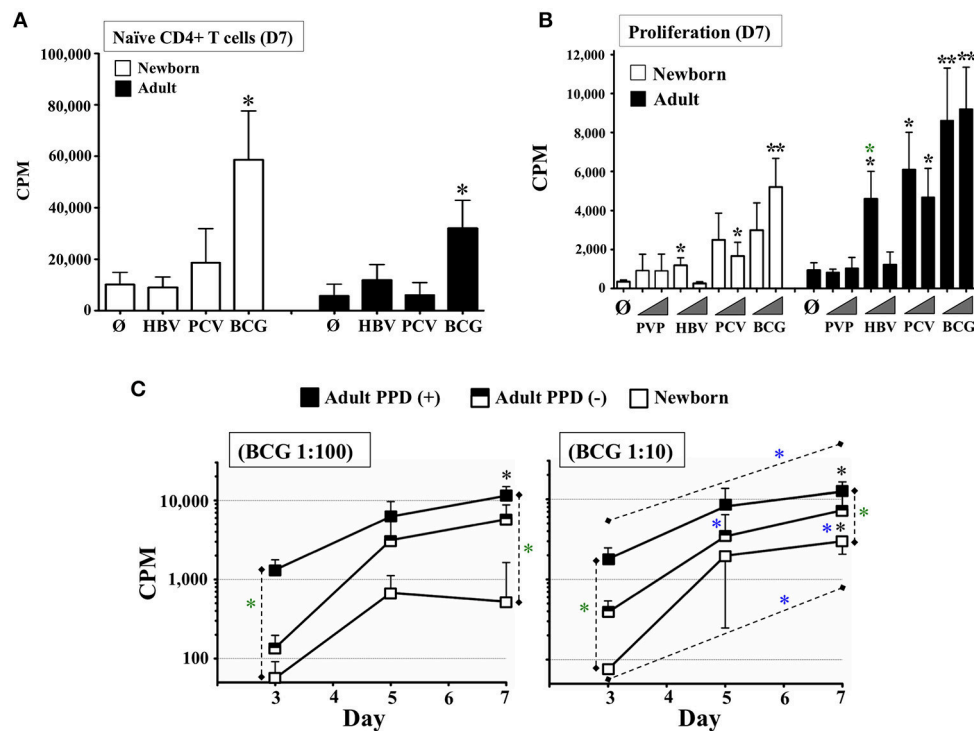 A
Naïve CD4+ T cells (D7)
Newborn
Adult
CPM
100,000
80,000
60,000
40,000
20,000
0
*
*
Ø HBV PCV BCG Ø HBV PCV BCG
B
Proliferation (D7)
Newborn
Adult
CPM
12,000
10,000
8,000
6,000
4,000
2,000
0
* * ** * * * * ** **
Ø PVP HBV PCV BCG Ø PVP HBV PCV BCG
C
Adult PPD (+) Adult PPD (-) Newborn
(BCG 1:100)
CPM
10,000
1,000
100
* * *
3 4 5 6 7
Day
(BCG 1:10)
* * * * * * * *
3 4 5 6 7
Day